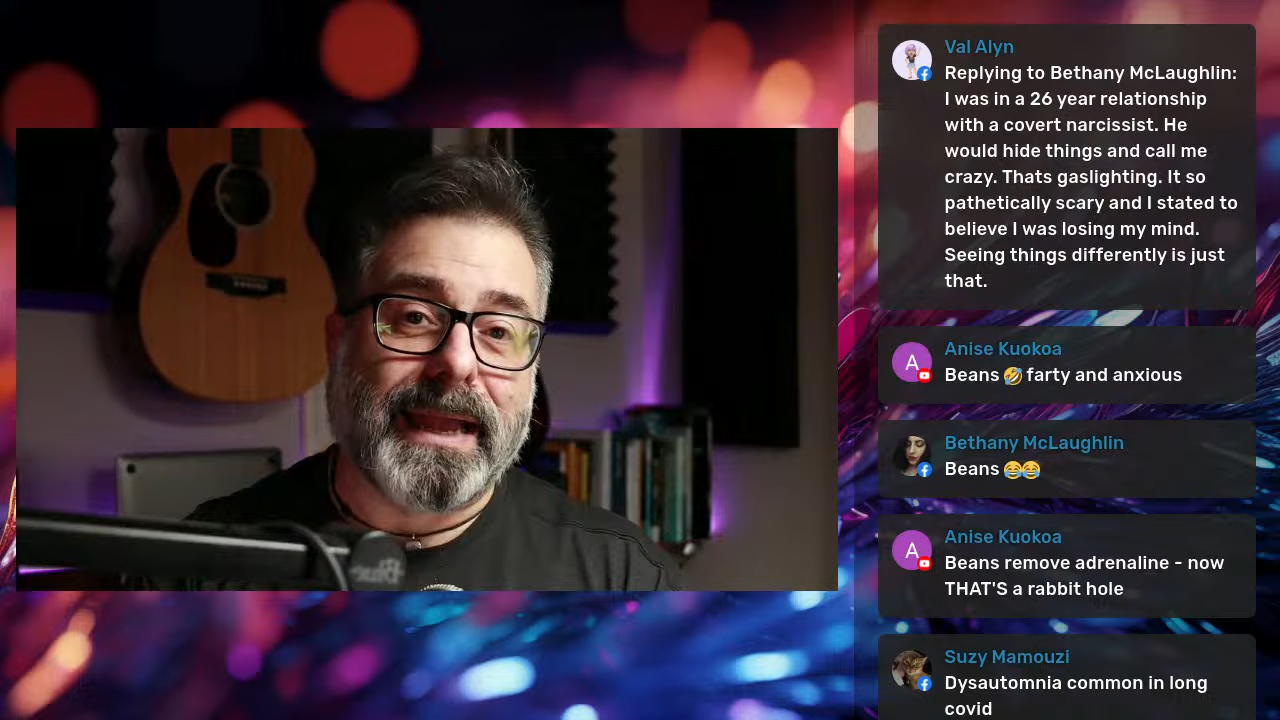 Val Alyn
Replying to Bethany McLaughlin:
I was in a 26 year relationship
with a covert narcissist. He
would hide things and call me
crazy. Thats gaslighting. It so
pathetically scary and I stated to
believe I was losing my mind.
Seeing things differently is just
that.
A
Anise Kuokoa
Beans 🤣 farty and anxious
Bethany McLaughlin
Beans 😂😂
A
Anise Kuokoa
Beans remove adrenaline - now
THAT'S a rabbit hole
Suzy Mamouzi
Dysautomnia common in long
covid